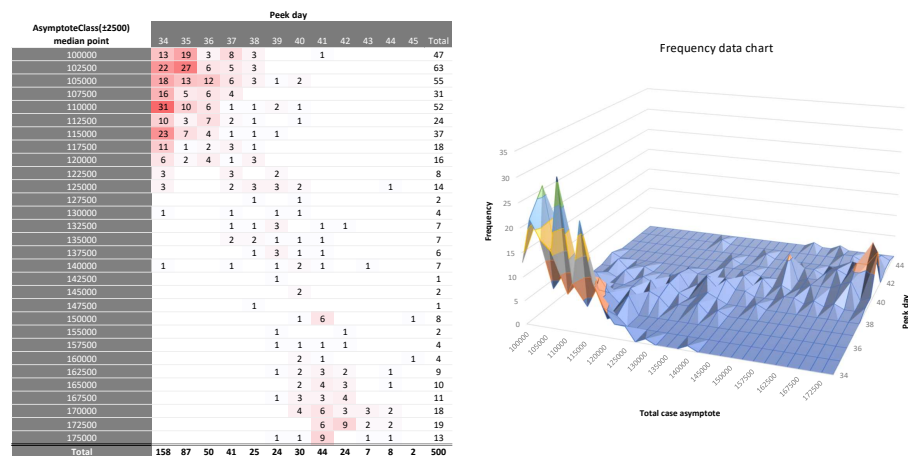 Peek day
AsymptoteClass(±2500)
median point 34 35 36 37 38 39 40 41 42 43 44 45 Total
100000 13 19 3 8 3 1 47
102500 22 27 6 5 3 63
105000 18 13 12 6 3 1 2 55
107500 16 5 6 4 31
110000 31 10 6 1 1 2 1 52
112500 10 3 7 2 1 1 24
115000 23 7 4 1 1 1 37
117500 11 1 2 3 1 18
120000 6 2 4 1 3 16
122500 3 3 2 8
125000 3 2 3 3 2 1 14
127500 1 1 2
130000 1 1 1 1 4
132500 1 1 3 1 1 7
135000 2 2 1 1 1 7
137500 1 3 1 1 6
140000 1 1 1 2 1 1 7
142500 1 1
145000 2 2
147500 1 1
150000 1 6 1 8
155000 1 1 2
157500 1 1 1 1 4
160000 2 1 1 4
162500 1 2 3 2 1 9
165000 2 4 3 1 10
167500 1 3 3 4 11
170000 4 6 3 3 2 18
172500 6 9 2 2 19
175000 1 1 9 1 1 13
Total 158 87 50 41 25 24 30 44 24 7 8 2 500
Frequency data chart
35
30
25
20
15
10
5
0
Frequency
100000
105000
110000
115000
120000
125000
130000
135000
140000
145000
150000
157500
162500
167500
172500
Total case asymptote
34
36
38
40
42
44
Peek day